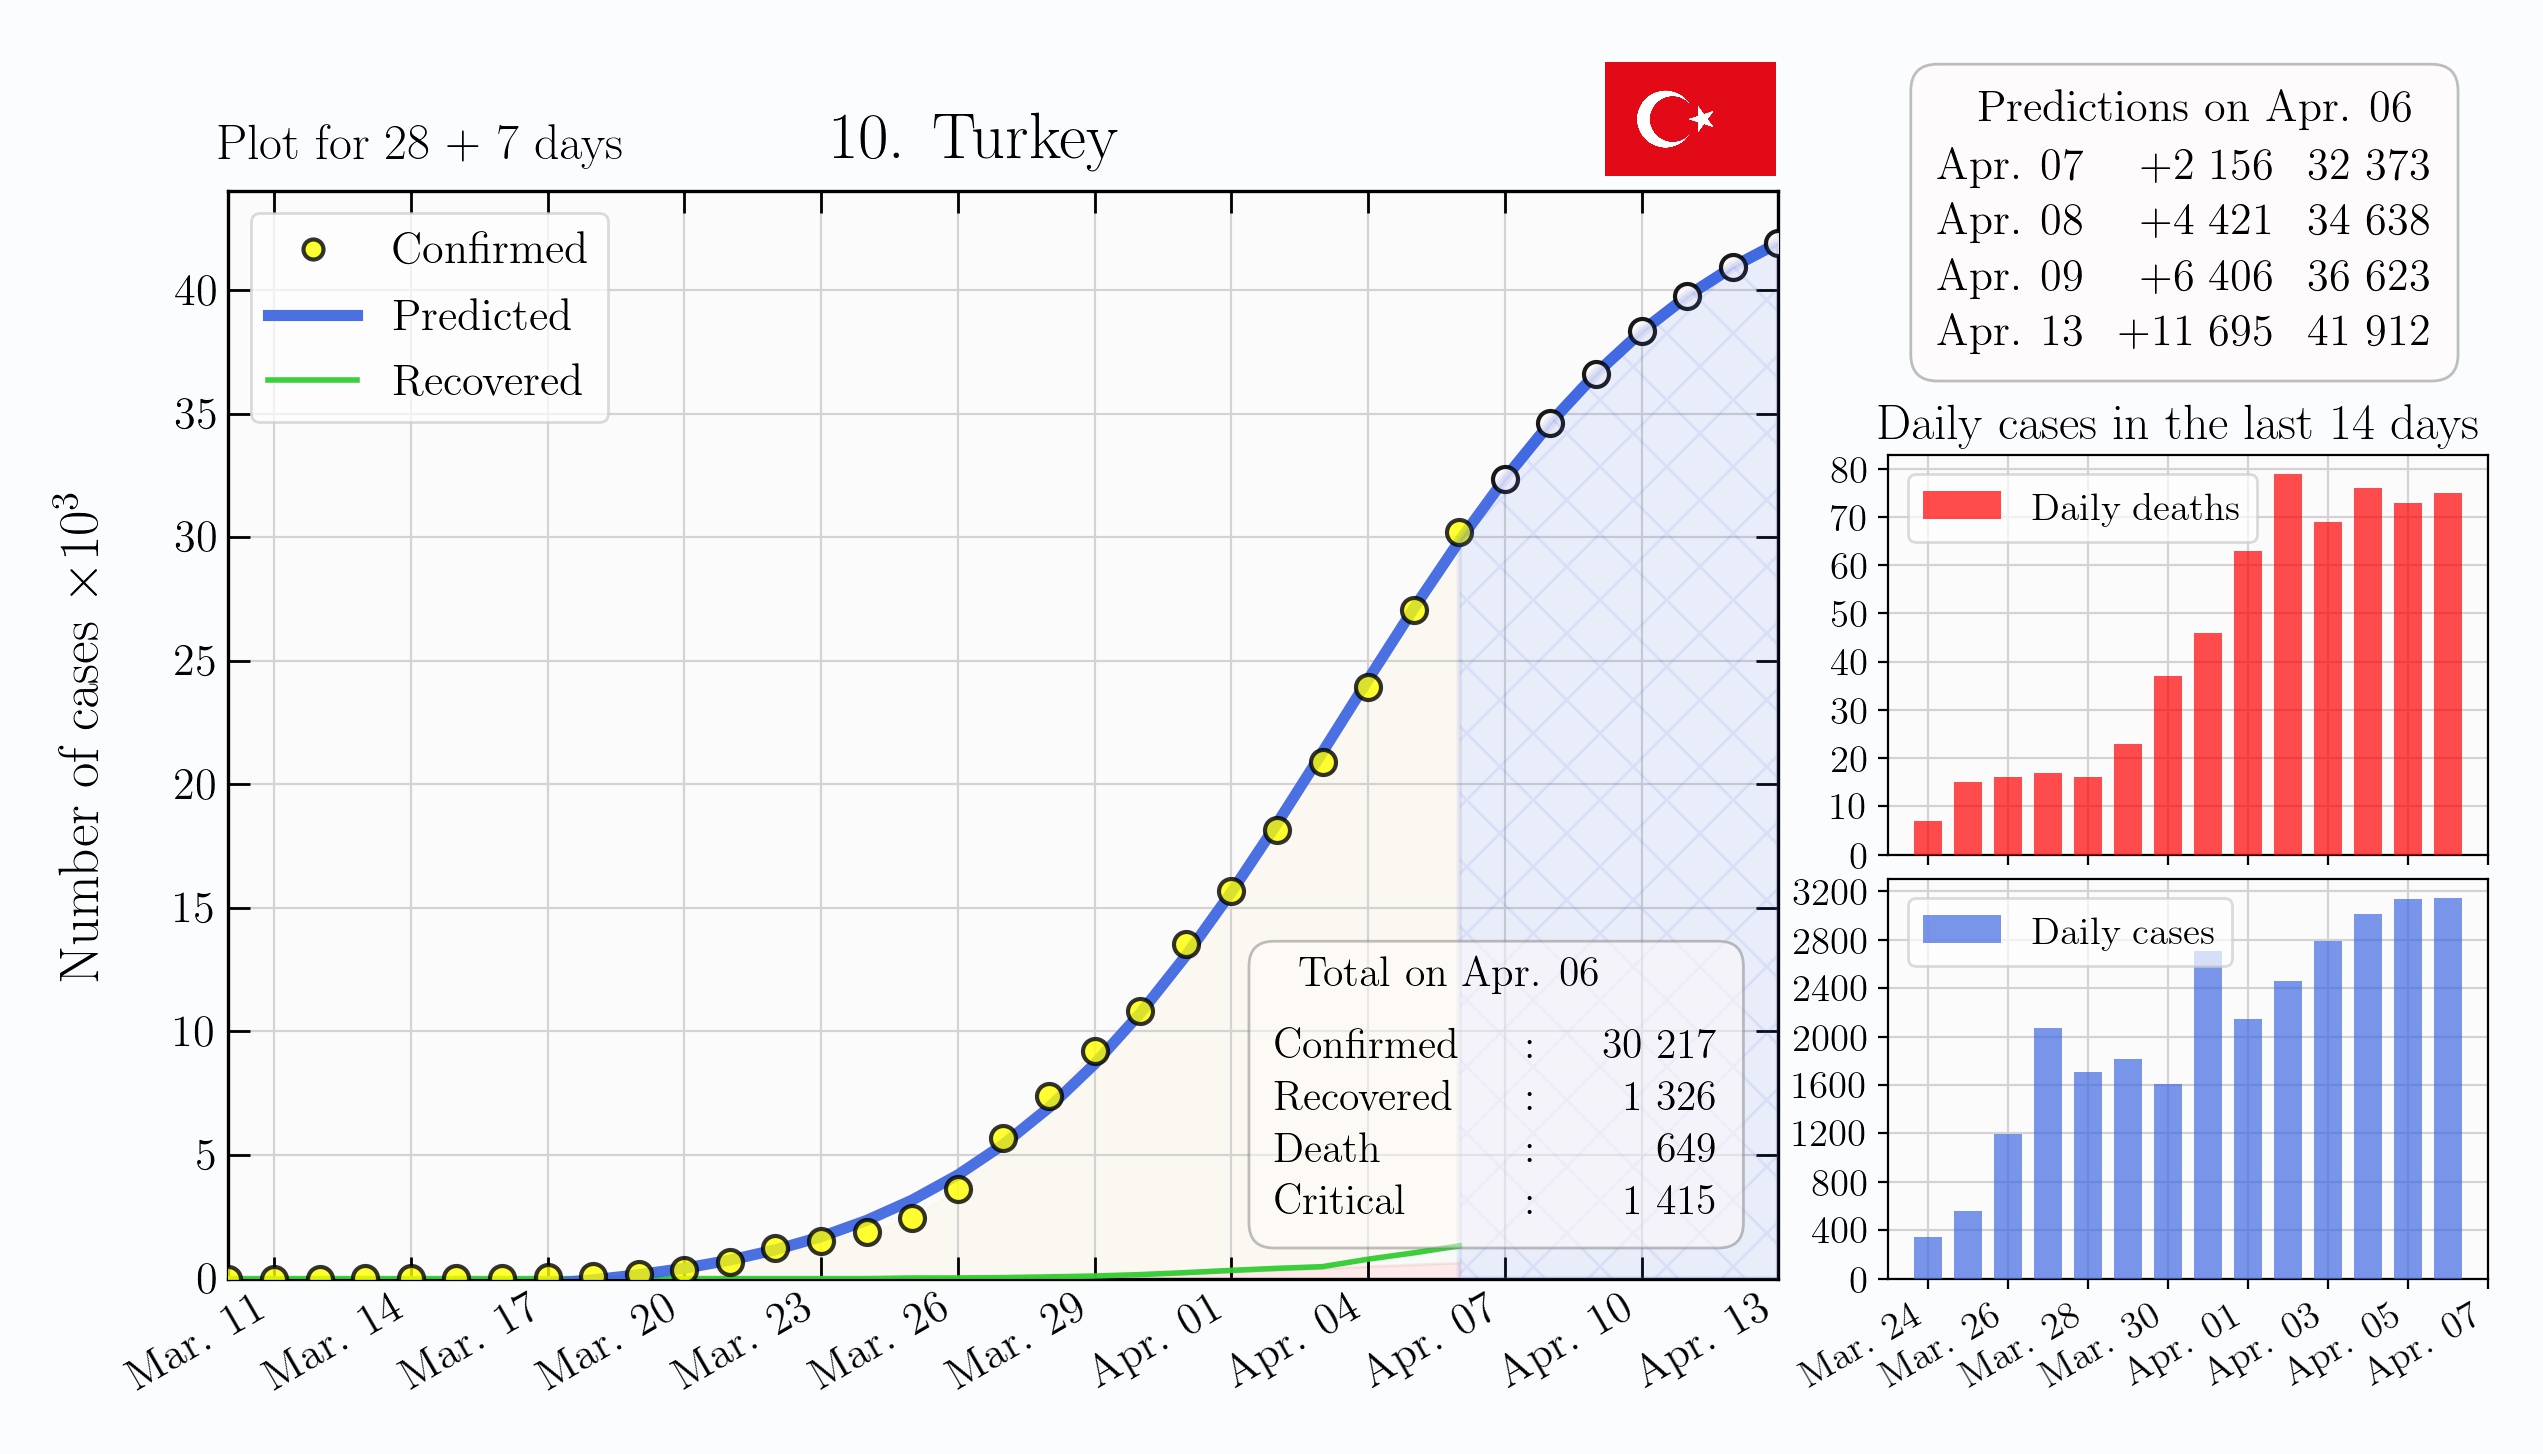 Plot for 28 + 7 days
10. Turkey
Confirmed
Predicted
Recovered
Number of cases ×10³
40
35
30
25
20
15
10
5
0
Mar. 11
Mar. 14
Mar. 17
Mar. 20
Mar. 23
Mar. 26
Mar. 29
Apr. 01
Apr. 04
Apr. 07
Apr. 10
Apr. 13
Total on Apr. 06
Confirmed : 30 217
Recovered : 1 326
Death : 649
Critical : 1 415
Predictions on Apr. 06
Apr. 07 +2 156 32 373
Apr. 08 +4 421 34 638
Apr. 09 +6 406 36 623
Apr. 13 +11 695 41 912
Daily cases in the last 14 days
Daily deaths
80
70
60
50
40
30
20
10
0
Daily cases
3200
2800
2400
2000
1600
1200
800
400
0
Mar. 24
Mar. 26
Mar. 28
Mar. 30
Apr. 01
Apr. 03
Apr. 05
Apr. 07